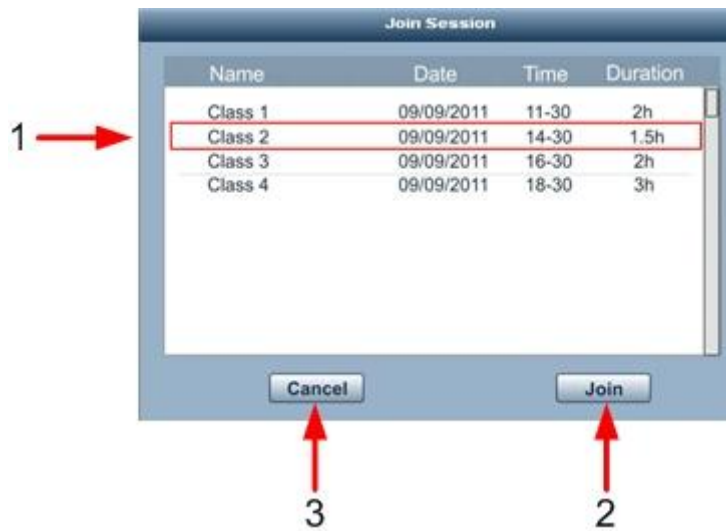 Join Session
Name Date Time Duration
Class 1 09/09/2011 11-30 2h
1
Class 2 09/09/2011 14-30 1.5h
Class 3 09/09/2011 16-30 2h
Class 4 09/09/2011 18-30 3h
Cancel Join
3 2